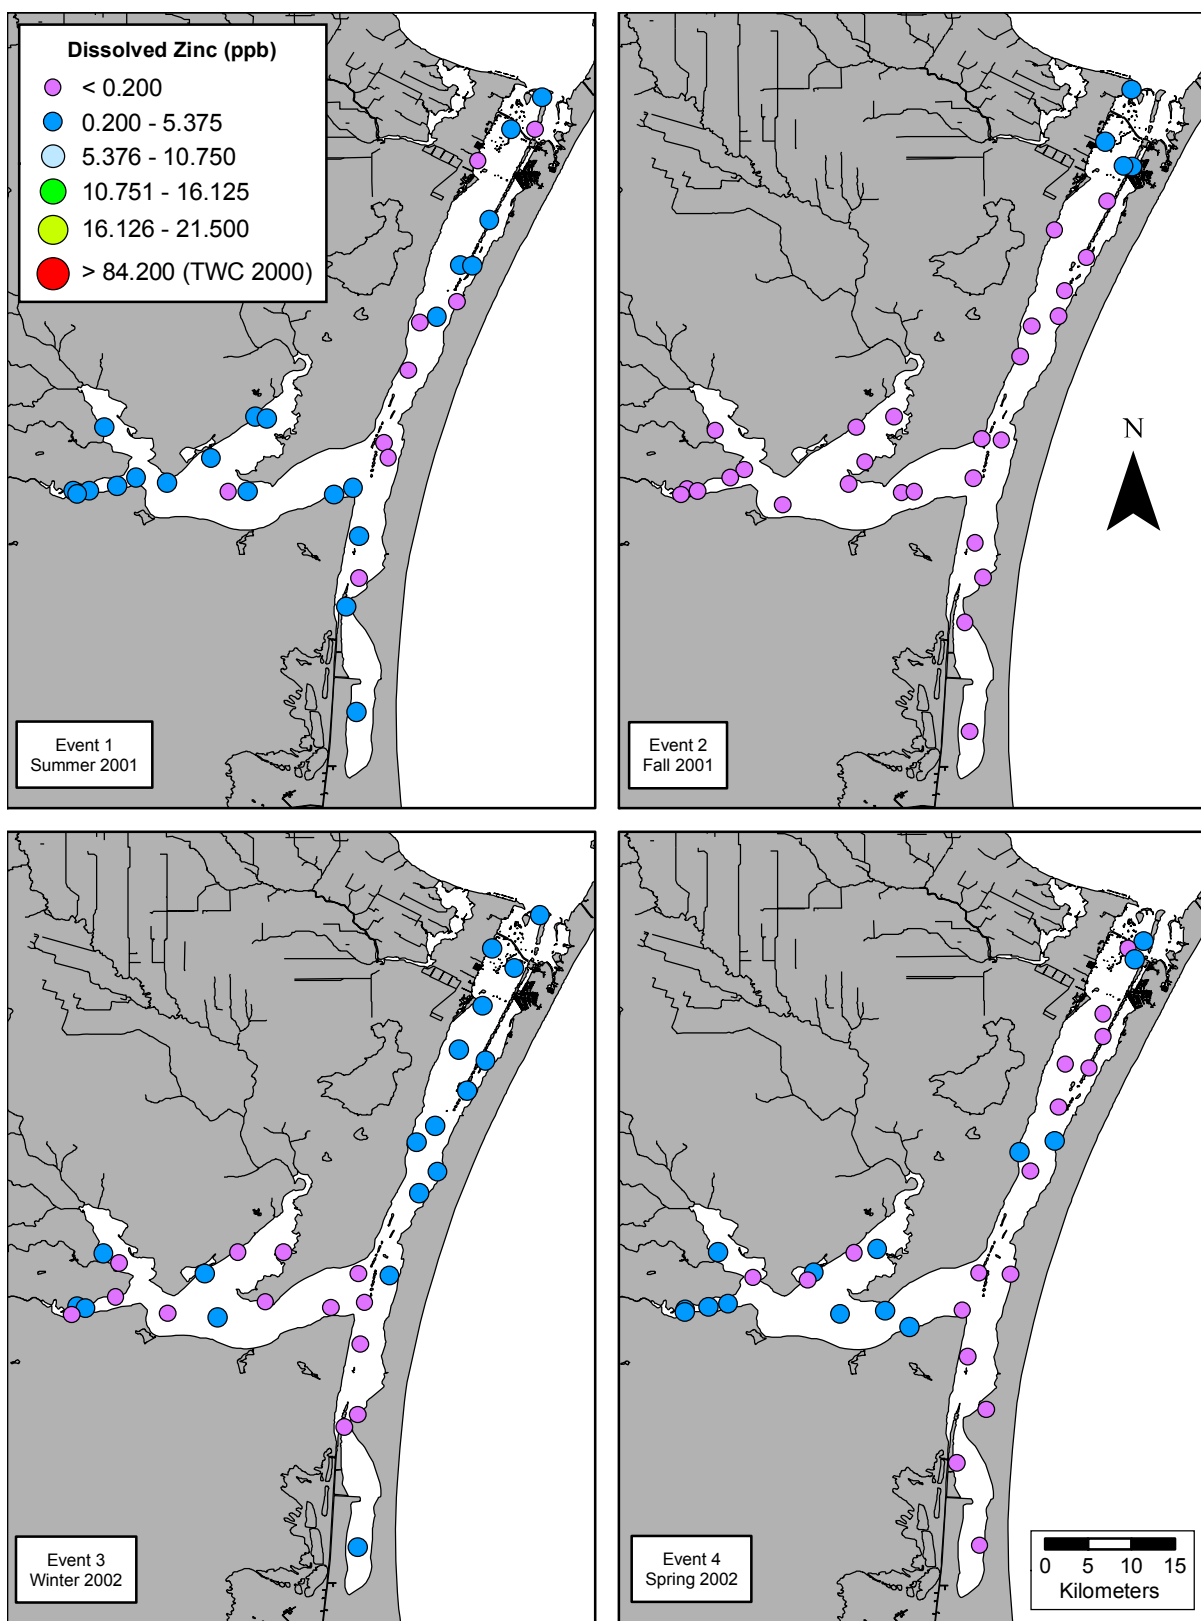 Dissolved Zinc (ppb)
< 0.200
0.200 - 5.375
5.376 - 10.750
10.751 - 16.125
16.126 - 21.500
> 84.200 (TWC 2000)
Event 1
Summer 2001
N
Event 2
Fall 2001
Event 3
Winter 2002
Event 4
Spring 2002
0 5 10 15
Kilometers